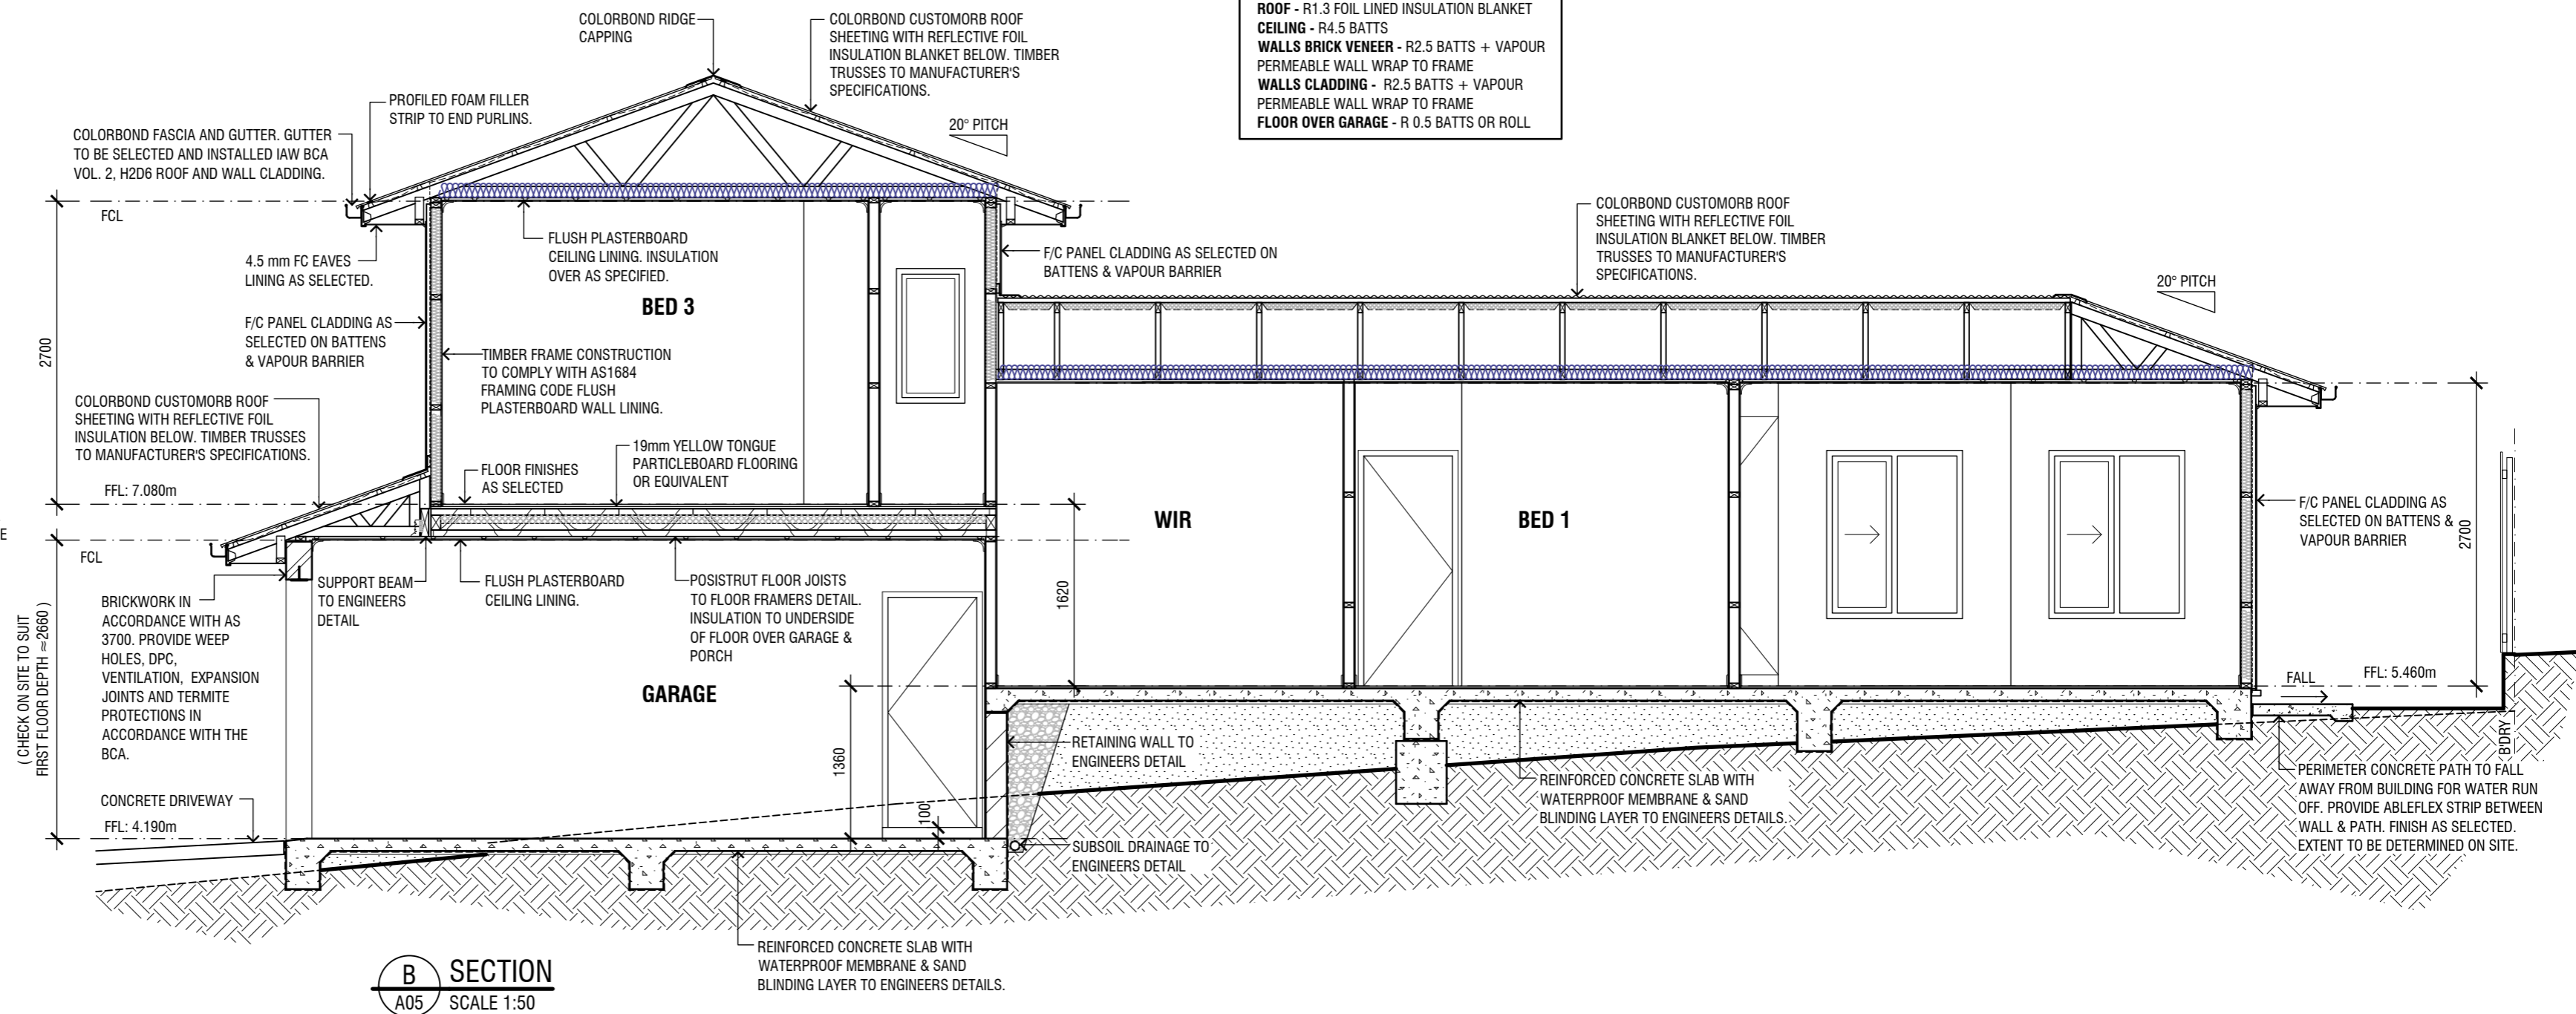 ROOF - R1.3 FOIL LINED INSULATION BLANKET
CEILING - R4.5 BATTS
WALLS BRICK VENEER - R2.5 BATTS + VAPOUR
PERMEABLE WALL WRAP TO FRAME
WALLS CLADDING - R2.5 BATTS + VAPOUR
PERMEABLE WALL WRAP TO FRAME
FLOOR OVER GARAGE - R 0.5 BATTS OR ROLL
COLORBOND RIDGE
CAPPING
COLORBOND CUSTOMORB ROOF
SHEETING WITH REFLECTIVE FOIL
INSULATION BLANKET BELOW. TIMBER
TRUSSES TO MANUFACTURER'S
SPECIFICATIONS.
PROFILED FOAM FILLER
STRIP TO END PURLINS.
COLORBOND FASCIA AND GUTTER. GUTTER
TO BE SELECTED AND INSTALLED IAW BCA
VOL. 2, H2D6 ROOF AND WALL CLADDING.
20° PITCH
FCL
4.5 mm FC EAVES
LINING AS SELECTED.
FLUSH PLASTERBOARD
CEILING LINING. INSULATION
OVER AS SPECIFIED.
BED 3
F/C PANEL CLADDING AS SELECTED ON
BATTENS & VAPOUR BARRIER
COLORBOND CUSTOMORB ROOF
SHEETING WITH REFLECTIVE FOIL
INSULATION BLANKET BELOW. TIMBER
TRUSSES TO MANUFACTURER'S
SPECIFICATIONS.
20° PITCH
2700
F/C PANEL CLADDING AS
SELECTED ON BATTENS
& VAPOUR BARRIER
TIMBER FRAME CONSTRUCTION
TO COMPLY WITH AS1684
FRAMING CODE FLUSH
PLASTERBOARD WALL LINING.
COLORBOND CUSTOMORB ROOF
SHEETING WITH REFLECTIVE FOIL
INSULATION BELOW. TIMBER TRUSSES
TO MANUFACTURER'S SPECIFICATIONS.
FFL: 7.080m
FLOOR FINISHES
AS SELECTED
19mm YELLOW TONGUE
PARTICLEBOARD FLOORING
OR EQUIVALENT
WIR
BED 1
F/C PANEL CLADDING AS
SELECTED ON BATTENS &
VAPOUR BARRIER
2700
E
FCL
( CHECK ON SITE TO SUIT
FIRST FLOOR DEPTH ≈2660 )
BRICKWORK IN
ACCORDANCE WITH AS
3700. PROVIDE WEEP
HOLES, DPC,
VENTILATION, EXPANSION
JOINTS AND TERMITE
PROTECTIONS IN
ACCORDANCE WITH THE
BCA.
SUPPORT BEAM
TO ENGINEERS
DETAIL
FLUSH PLASTERBOARD
CEILING LINING.
POSISTRUT FLOOR JOISTS
TO FLOOR FRAMERS DETAIL.
INSULATION TO UNDERSIDE
OF FLOOR OVER GARAGE &
PORCH
1620
GARAGE
1360
100
FALL
FFL: 5.460m
B'DRY
RETAINING WALL TO
ENGINEERS DETAIL
REINFORCED CONCRETE SLAB WITH
WATERPROOF MEMBRANE & SAND
BLINDING LAYER TO ENGINEERS DETAILS.
PERIMETER CONCRETE PATH TO FALL
AWAY FROM BUILDING FOR WATER RUN
OFF. PROVIDE ABLEFLEX STRIP BETWEEN
WALL & PATH. FINISH AS SELECTED.
EXTENT TO BE DETERMINED ON SITE.
CONCRETE DRIVEWAY
FFL: 4.190m
SUBSOIL DRAINAGE TO
ENGINEERS DETAIL
REINFORCED CONCRETE SLAB WITH
WATERPROOF MEMBRANE & SAND
BLINDING LAYER TO ENGINEERS DETAILS.
B SECTION
A05 SCALE 1:50